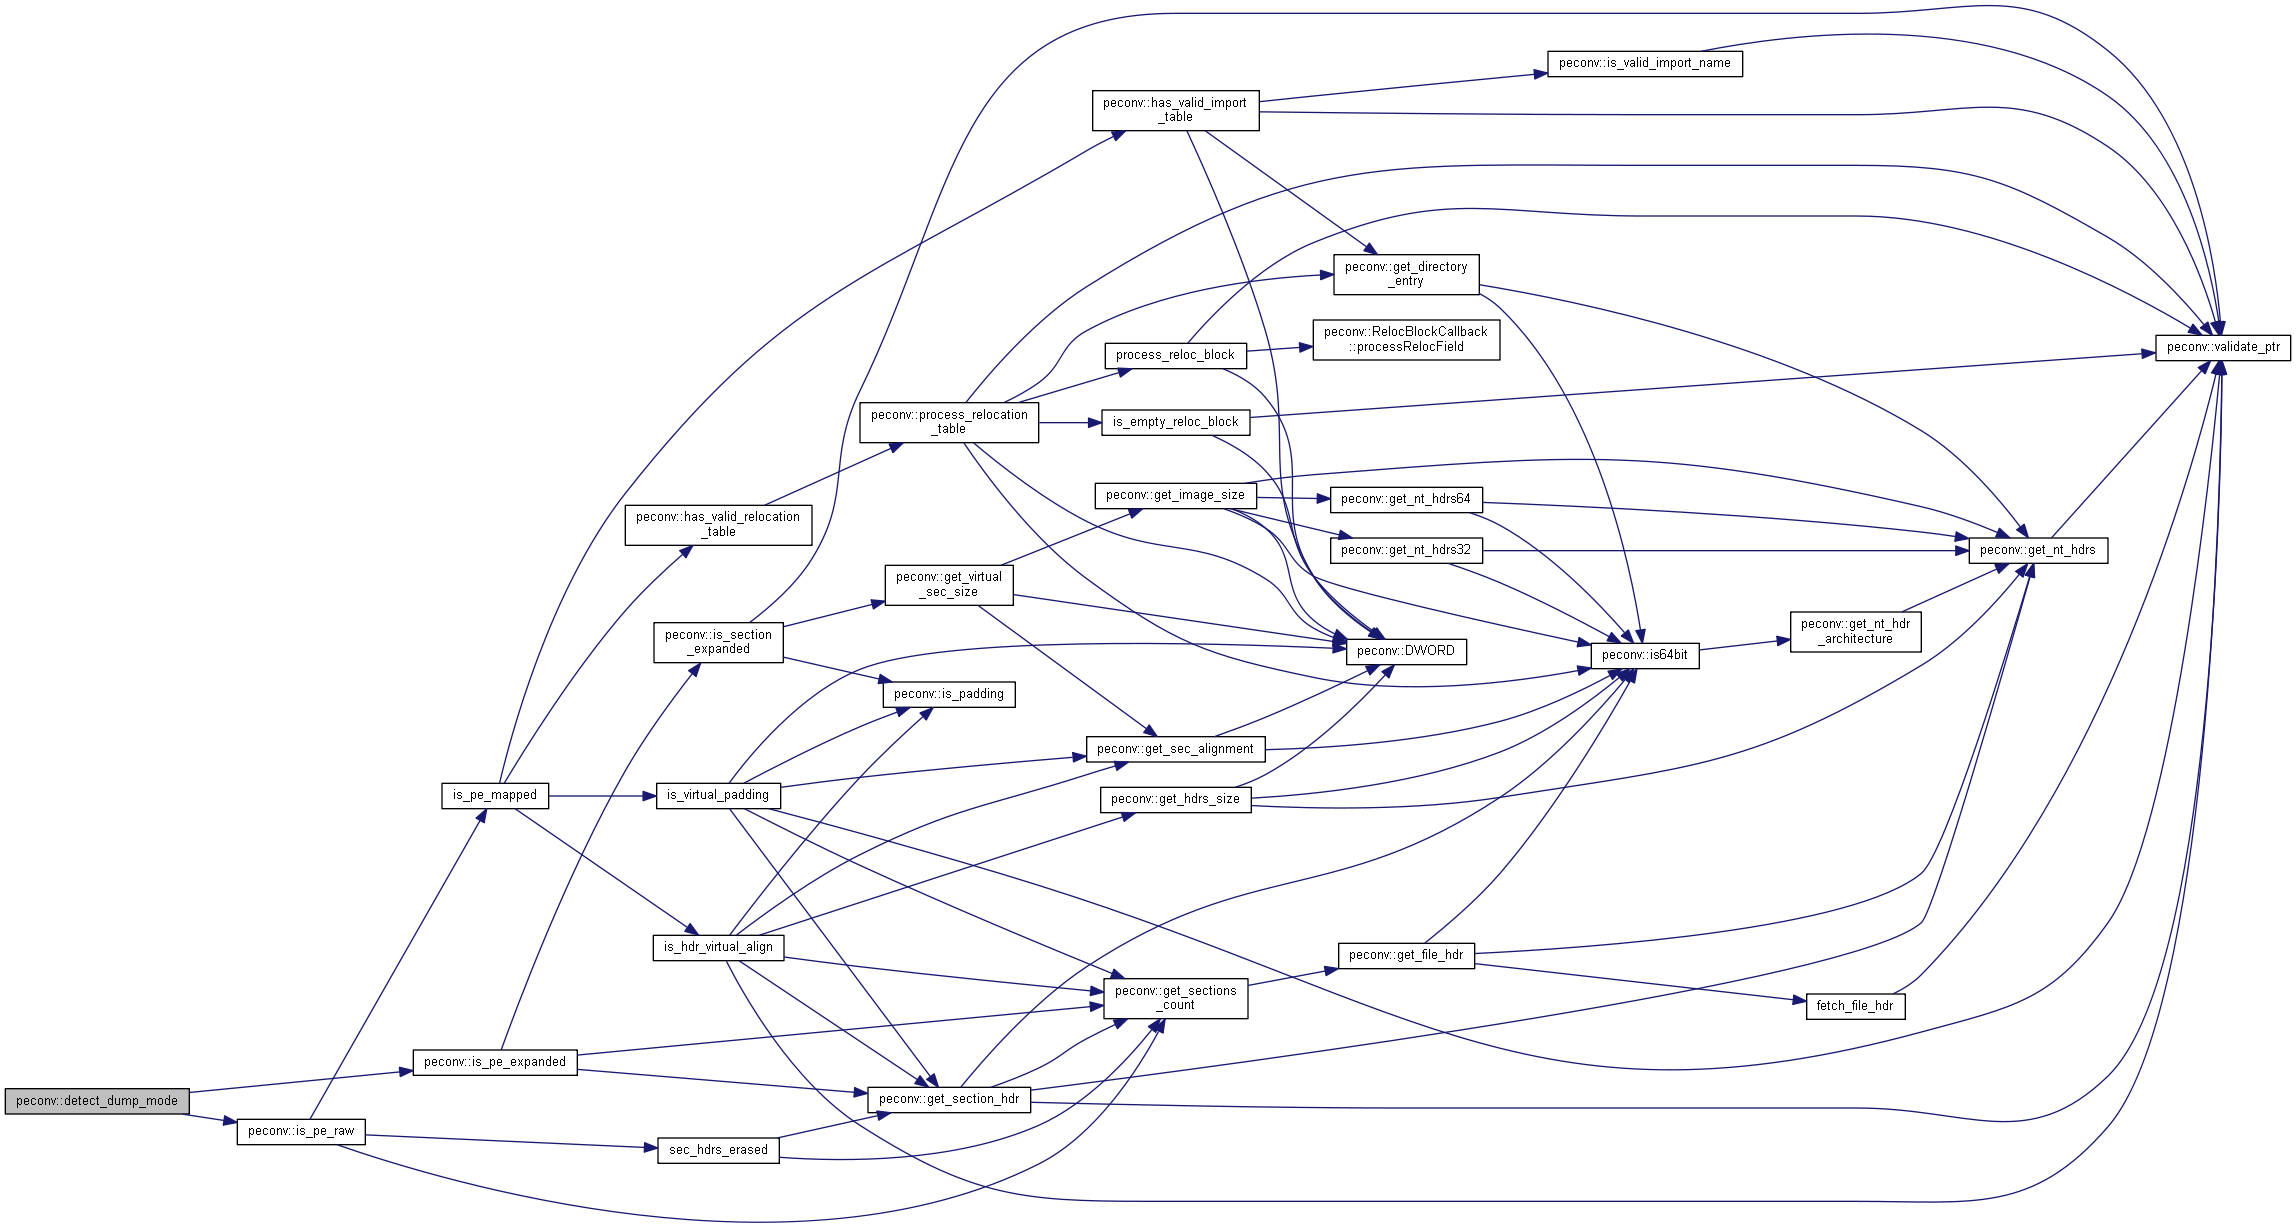 peconv::is_valid_import_name
peconv::has_valid_import
_table
peconv::get_directory
_entry
peconv::RelocBlockCallback
::processRelocField
process_reloc_block
peconv::validate_ptr
peconv::process_relocation
_table
is_empty_reloc_block
peconv::get_image_size
peconv::get_nt_hdrs64
peconv::has_valid_relocation
_table
peconv::get_nt_hdrs32
peconv::get_nt_hdrs
peconv::get_virtual
_sec_size
peconv::is_section
_expanded
peconv::DWORD
peconv::is64bit
peconv::get_nt_hdr
_architecture
peconv::is_padding
peconv::get_sec_alignment
is_pe_mapped
is_virtual_padding
peconv::get_hdrs_size
is_hdr_virtual_align
peconv::get_file_hdr
peconv::get_sections
_count
fetch_file_hdr
peconv::is_pe_expanded
peconv::detect_dump_mode
peconv::get_section_hdr
peconv::is_pe_raw
sec_hdrs_erased